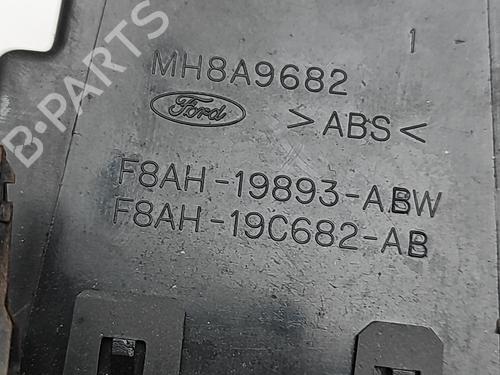 1
MH8A9682
Ford
>ABS<
F8AH-19893-ABW
F8AH-19C682-AB
B-PARTS